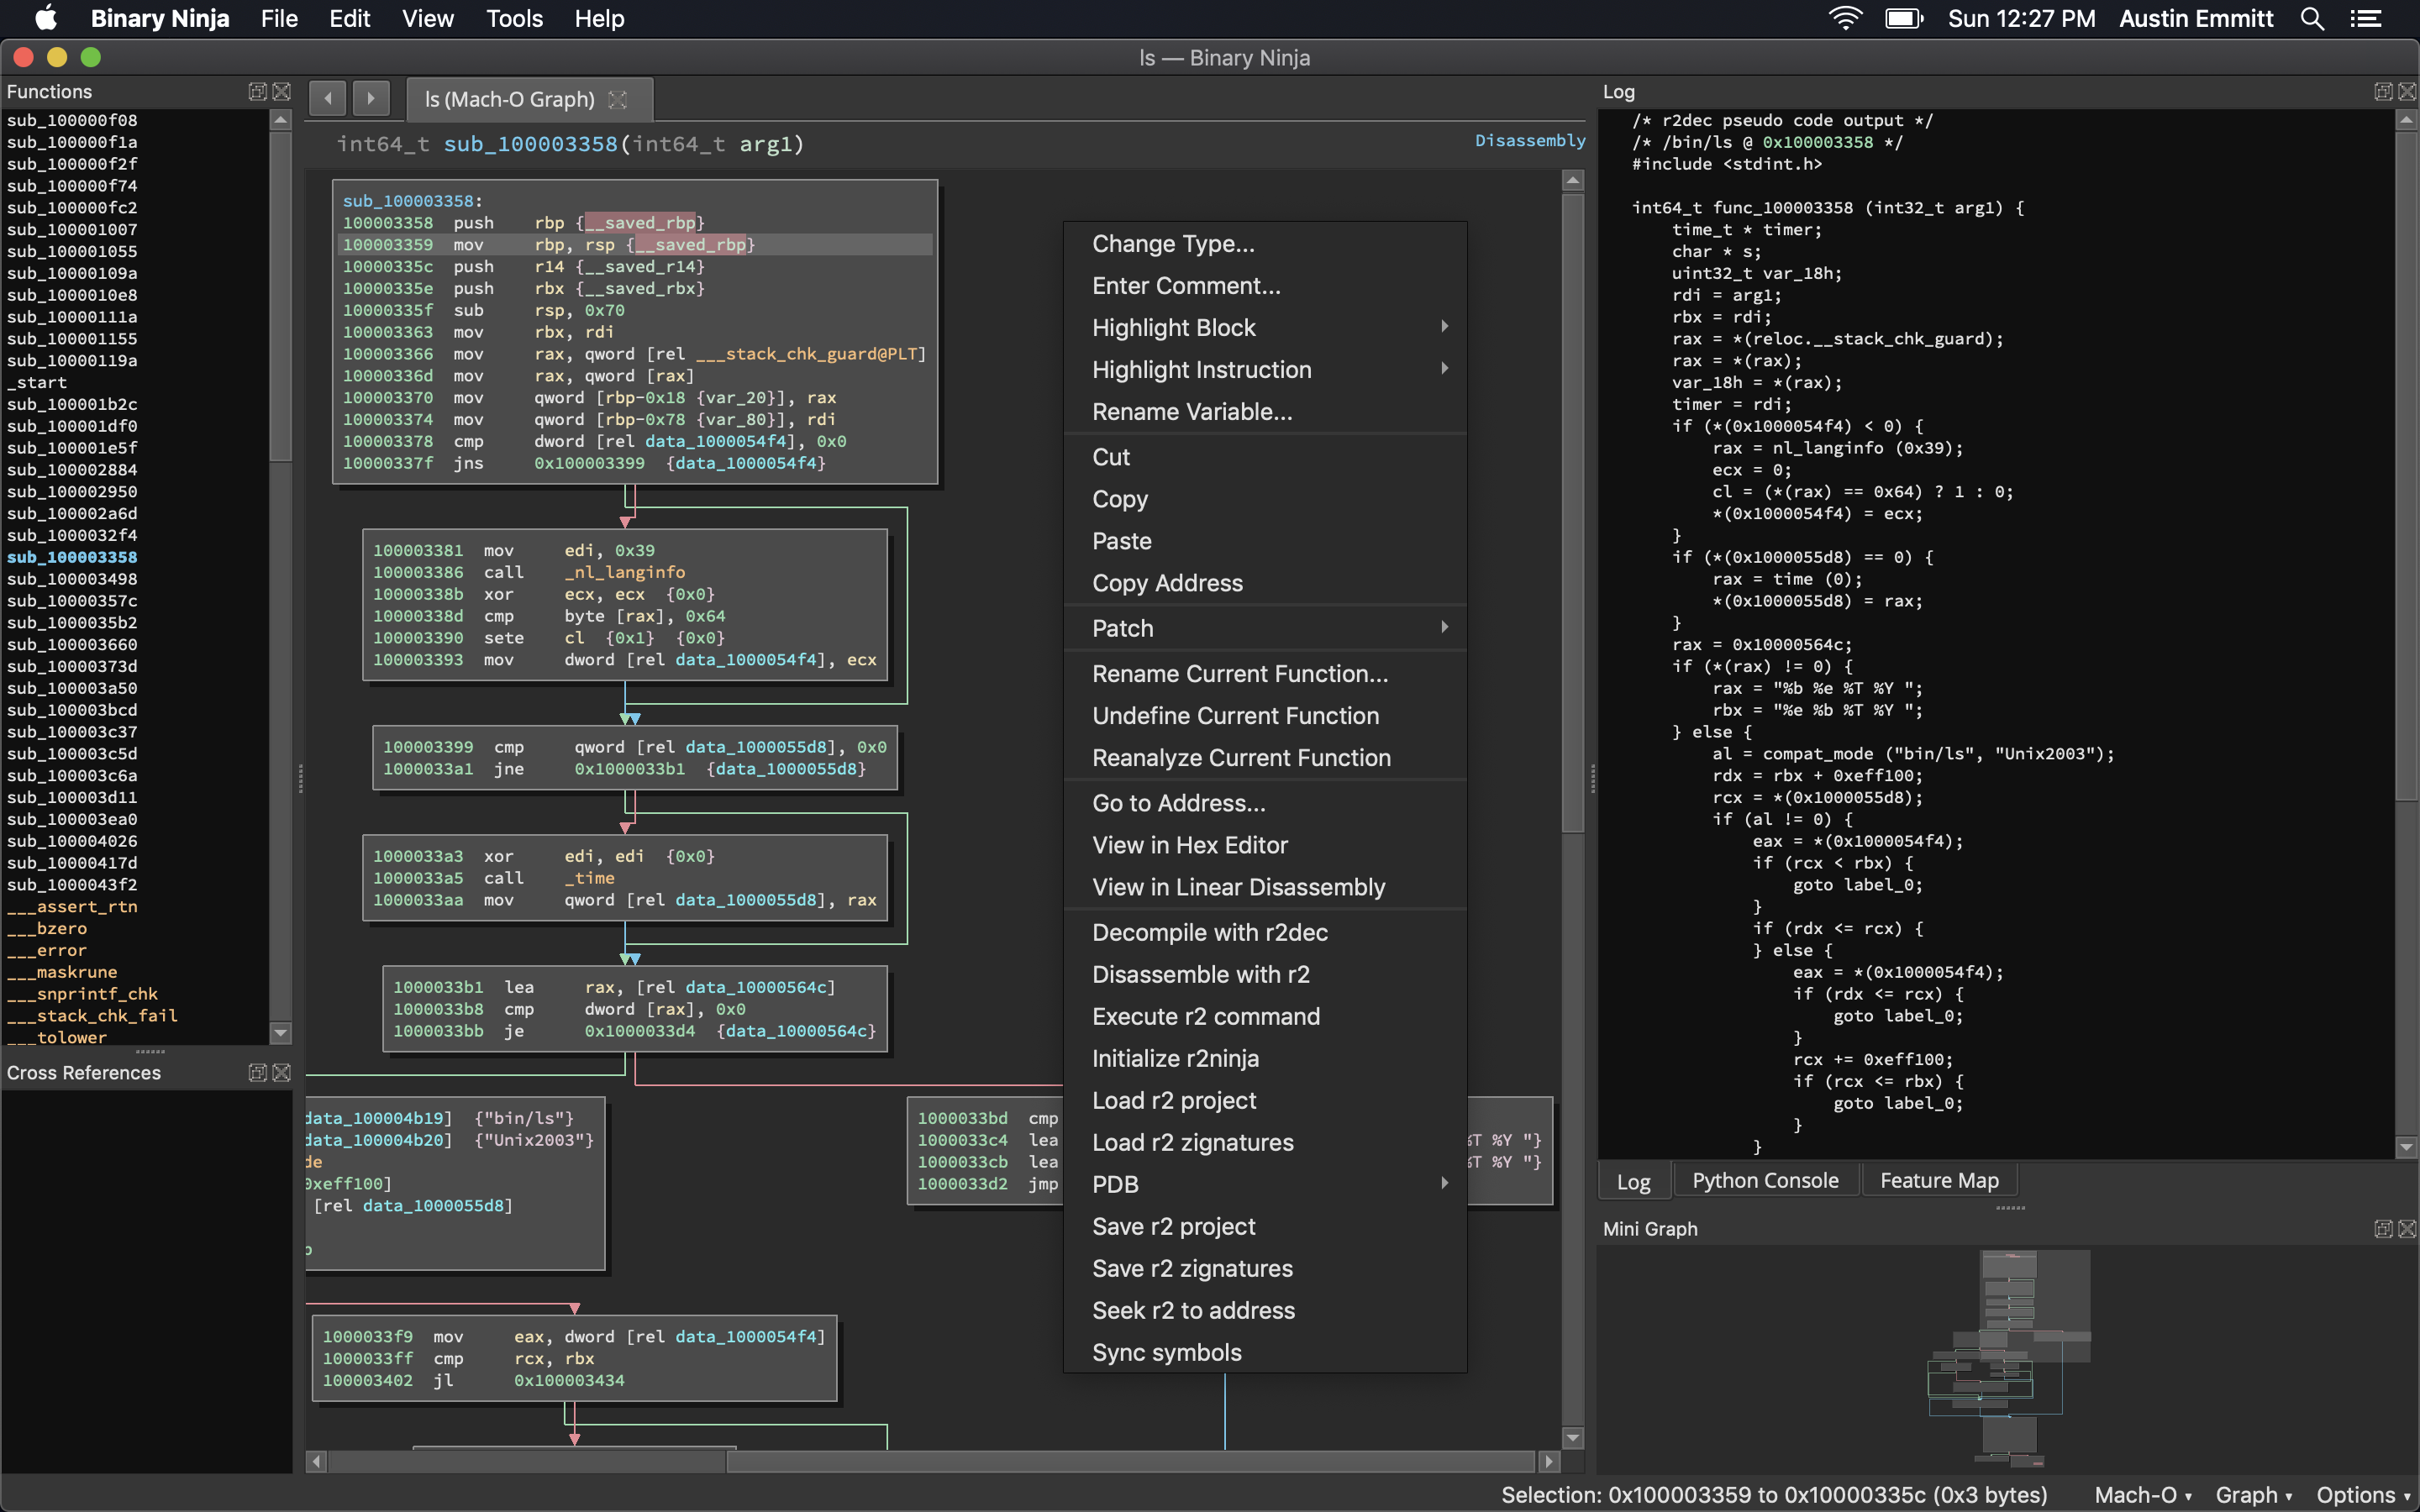 Binary Ninja File Edit View Tools Help Sun 12:27 PM Austin Emmitt
ls — Binary Ninja
Functions
sub_100000f08
sub_100000f1a
sub_100000f2f
sub_100000f74
sub_100000fc2
sub_100001007
sub_100001055
sub_10000109a
sub_1000010e8
sub_10000111a
sub_100001155
sub_10000119a
_start
sub_100001b2c
sub_100001df0
sub_100001e5f
sub_100002884
sub_100002950
sub_100002a6d
sub_1000032f4
sub_100003358
sub_100003498
sub_10000357c
sub_1000035b2
sub_100003660
sub_10000373d
sub_100003a50
sub_100003bcd
sub_100003c37
sub_100003c5d
sub_100003c6a
sub_100003d11
sub_100003ea0
sub_100004026
sub_10000417d
sub_1000043f2
___assert_rtn
___bzero
___error
___maskrune
___snprintf_chk
___stack_chk_fail
___tolower
Cross References
ls (Mach-O Graph)
int64_t sub_100003358(int64_t arg1)
Disassembly
sub_100003358:
100003358 push rbp {__saved_rbp}
100003359 mov rbp, rsp {__saved_rbp}
10000335c push r14 {__saved_r14}
10000335e push rbx {__saved_rbx}
10000335f sub rsp, 0x70
100003363 mov rbx, rdi
100003366 mov rax, qword [rel ___stack_chk_guard@PLT]
10000336d mov rax, qword [rax]
100003370 mov qword [rbp-0x18 {var_20}], rax
100003374 mov qword [rbp-0x78 {var_80}], rdi
100003378 cmp dword [rel data_1000054f4], 0x0
10000337f jns 0x100003399 {data_1000054f4}
100003381 mov edi, 0x39
100003386 call _nl_langinfo
10000338b xor ecx, ecx {0x0}
10000338d cmp byte [rax], 0x64
100003390 sete cl {0x1} {0x0}
100003393 mov dword [rel data_1000054f4], ecx
100003399 cmp qword [rel data_1000055d8], 0x0
1000033a1 jne 0x1000033b1 {data_1000055d8}
1000033a3 xor edi, edi {0x0}
1000033a5 call _time
1000033aa mov qword [rel data_1000055d8], rax
1000033b1 lea rax, [rel data_10000564c]
1000033b8 cmp dword [rax], 0x0
1000033bb je 0x1000033d4 {data_10000564c}
data_100004b19] {"bin/ls"}
data_100004b20] {"Unix2003"}
de
0xeff100]
[rel data_1000055d8]
1000033bd cmp
1000033c4 lea %T %Y "}
1000033cb lea %T %Y "}
1000033d2 jmp
1000033f9 mov eax, dword [rel data_1000054f4]
1000033ff cmp rcx, rbx
100003402 jl 0x100003434
Change Type...
Enter Comment...
Highlight Block
Highlight Instruction
Rename Variable...
Cut
Copy
Paste
Copy Address
Patch
Rename Current Function...
Undefine Current Function
Reanalyze Current Function
Go to Address...
View in Hex Editor
View in Linear Disassembly
Decompile with r2dec
Disassemble with r2
Execute r2 command
Initialize r2ninja
Load r2 project
Load r2 zignatures
PDB
Save r2 project
Save r2 zignatures
Seek r2 to address
Sync symbols
Log
/* r2dec pseudo code output */
/* /bin/ls @ 0x100003358 */
#include <stdint.h>
int64_t func_100003358 (int32_t arg1) {
time_t * timer;
char * s;
uint32_t var_18h;
rdi = arg1;
rbx = rdi;
rax = *(reloc.__stack_chk_guard);
rax = *(rax);
var_18h = *(rax);
timer = rdi;
if (*(0x1000054f4) < 0) {
rax = nl_langinfo (0x39);
ecx = 0;
cl = (*(rax) == 0x64) ? 1 : 0;
*(0x1000054f4) = ecx;
}
if (*(0x1000055d8) == 0) {
rax = time (0);
*(0x1000055d8) = rax;
}
rax = 0x10000564c;
if (*(rax) != 0) {
rax = "%b %e %T %Y ";
rbx = "%e %b %T %Y ";
} else {
al = compat_mode ("bin/ls", "Unix2003");
rdx = rbx + 0xeff100;
rcx = *(0x1000055d8);
if (al != 0) {
eax = *(0x1000054f4);
if (rcx < rbx) {
goto label_0;
}
if (rdx <= rcx) {
} else {
eax = *(0x1000054f4);
if (rdx <= rcx) {
goto label_0;
}
rcx += 0xeff100;
if (rcx <= rbx) {
goto label_0;
}
}
Log Python Console Feature Map
Mini Graph
Selection: 0x100003359 to 0x10000335c (0x3 bytes) Mach-O Graph Options